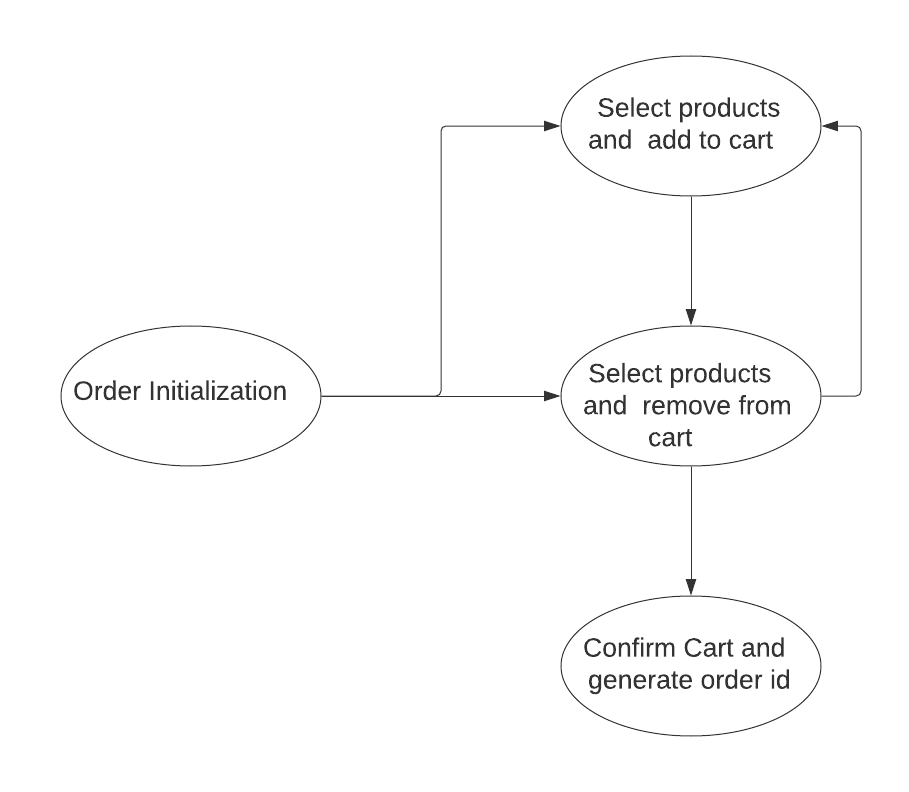 Select products
and add to cart
Order Initialization
Select products
and remove from
cart
Confirm Cart and
generate order id